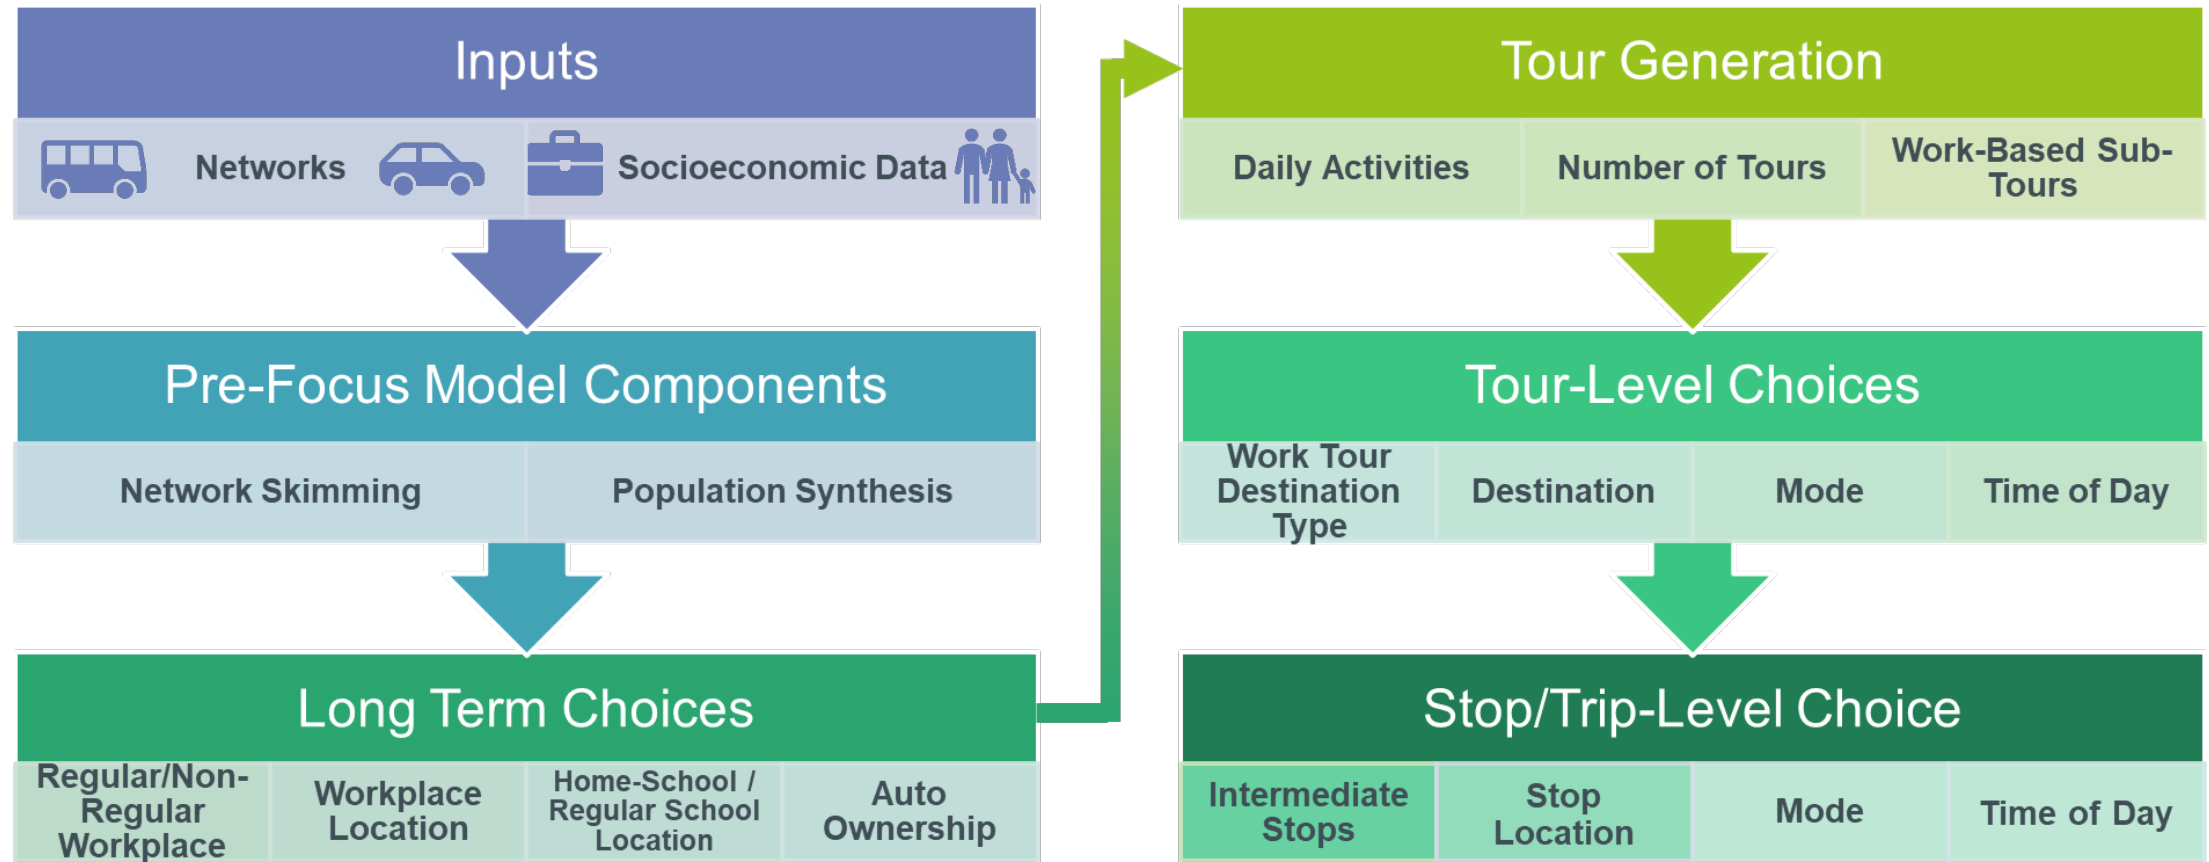 Inputs
Networks
Socioeconomic Data
Pre-Focus Model Components
Network Skimming
Population Synthesis
Long Term Choices
Regular/Non-
Regular
Workplace
Workplace
Location
Home-School /
Regular School
Location
Auto
Ownership
Tour Generation
Daily Activities
Number of Tours
Work-Based Sub-
Tours
Tour-Level Choices
Work Tour
Destination
Type
Destination
Mode
Time of Day
Stop/Trip-Level Choice
Intermediate
Stops
Stop
Location
Mode
Time of Day